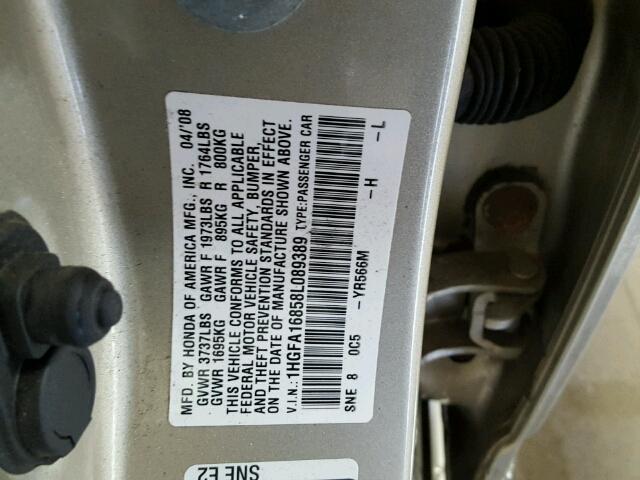 MFD. BY HONDA OF AMERICA MFG., INC. 04/'08
GVWR 3737LBS GAWR F 1973LBS R 1764LBS
GVWR 1695KG GAWR F 895KG R 800KG
THIS VEHICLE CONFORMS TO ALL APPLICABLE
FEDERAL MOTOR VEHICLE SAFETY, BUMPER,
AND THEFT PREVENTION STANDARDS IN EFFECT
ON THE DATE OF MANUFACTURE SHOWN ABOVE.
V.I.N.: 1HGFA16858L089389 TYPE:PASSENGER CAR
SNE 8 0C5 - YR566M - H - L
SNE E2